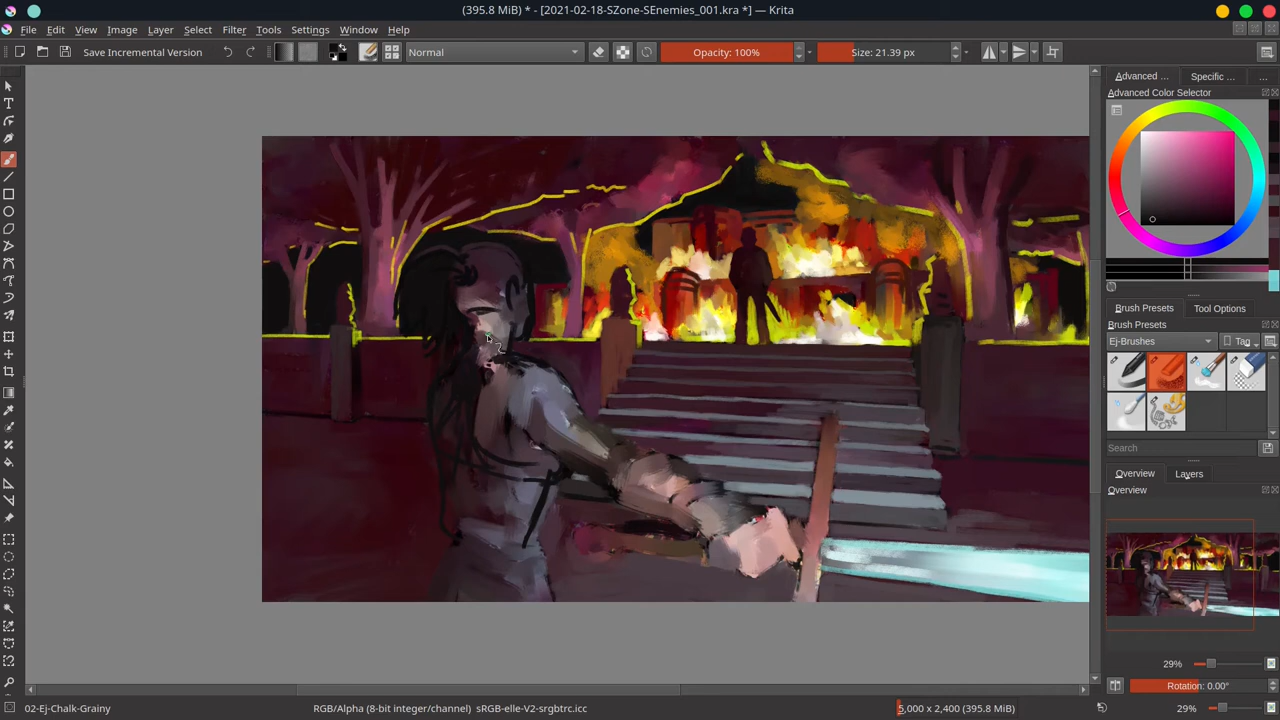 (395.8 MiB) * - [2021-02-18-SZone-SEnemies_001.kra *] — Krita
File Edit View Image Layer Select Filter Tools Settings Window Help
Save Incremental Version Normal Opacity: 100% Size: 21.39 px
Advanced ... Specific ... ...
Advanced Color Selector
Brush Presets Tool Options
Brush Presets
Ej-Brushes Tag
Search
Overview Layers
Overview
29%
Rotation: 0.00°
02-Ej-Chalk-Grainy RGB/Alpha (8-bit integer/channel) sRGB-elle-V2-srgbtrc.icc 5,000 x 2,400 (395.8 MiB) 29%